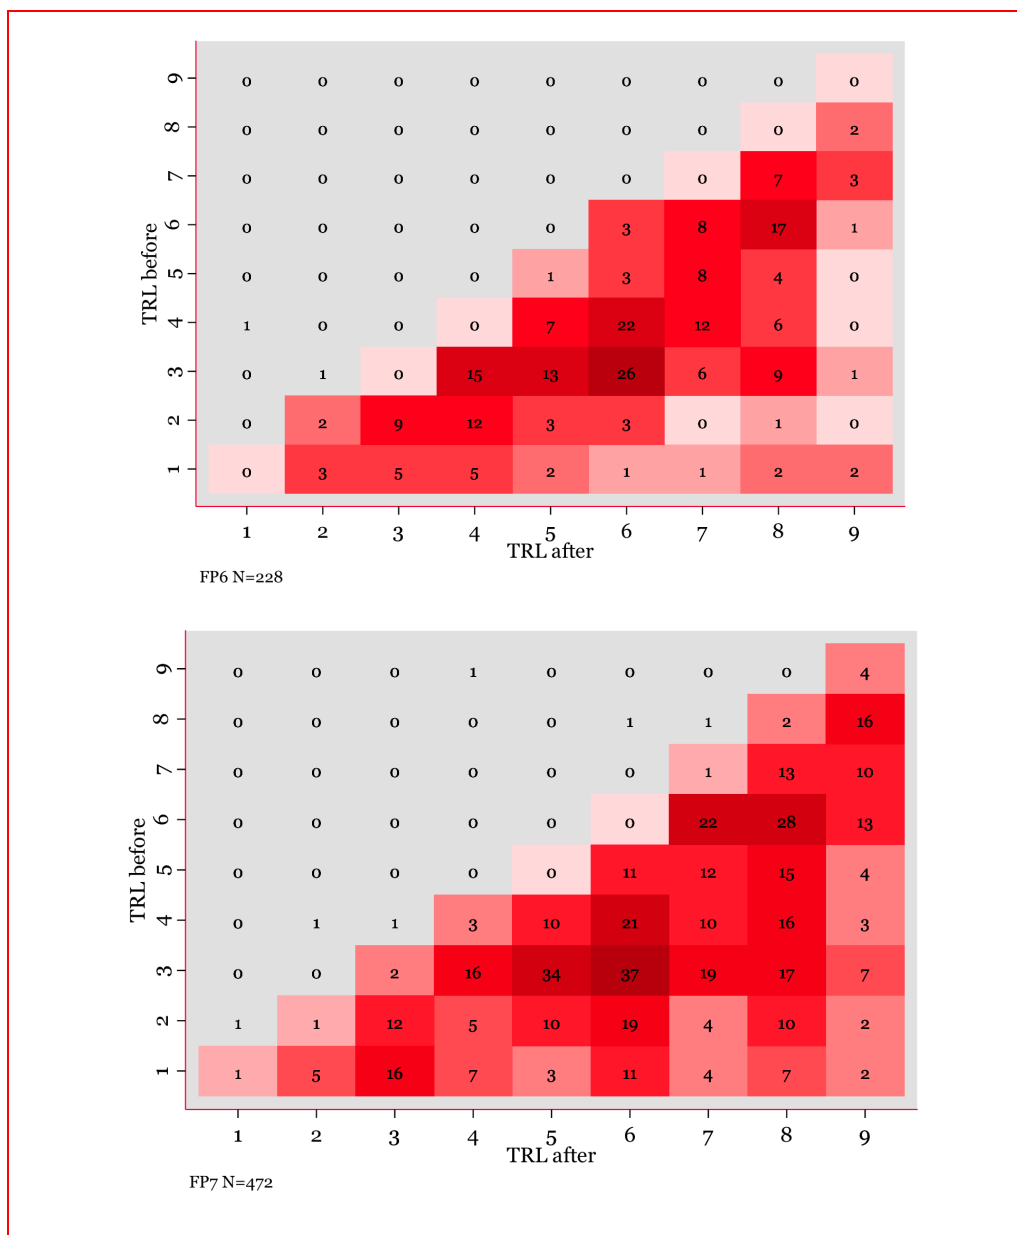 9 0 0 0 0 0 0 0 0 0
8 0 0 0 0 0 0 0 0 2
7 0 0 0 0 0 0 0 7 3
6 0 0 0 0 0 3 8 17 1
5 0 0 0 0 1 3 8 4 0
4 1 0 0 0 7 22 12 6 0
3 0 1 0 15 13 26 6 9 1
2 0 2 9 12 3 3 0 1 0
1 0 3 5 5 2 1 1 2 2
TRL before
1 2 3 4 5 6 7 8 9
TRL after
FP6 N=228
9 0 0 0 1 0 0 0 0 4
8 0 0 0 0 0 1 1 2 16
7 0 0 0 0 0 0 1 13 10
6 0 0 0 0 0 0 22 28 13
5 0 0 0 0 0 11 12 15 4
4 0 1 1 3 10 21 10 16 3
3 0 0 2 16 34 37 19 17 7
2 1 1 12 5 10 19 4 10 2
1 1 5 16 7 3 11 4 7 2
TRL before
1 2 3 4 5 6 7 8 9
TRL after
FP7 N=472